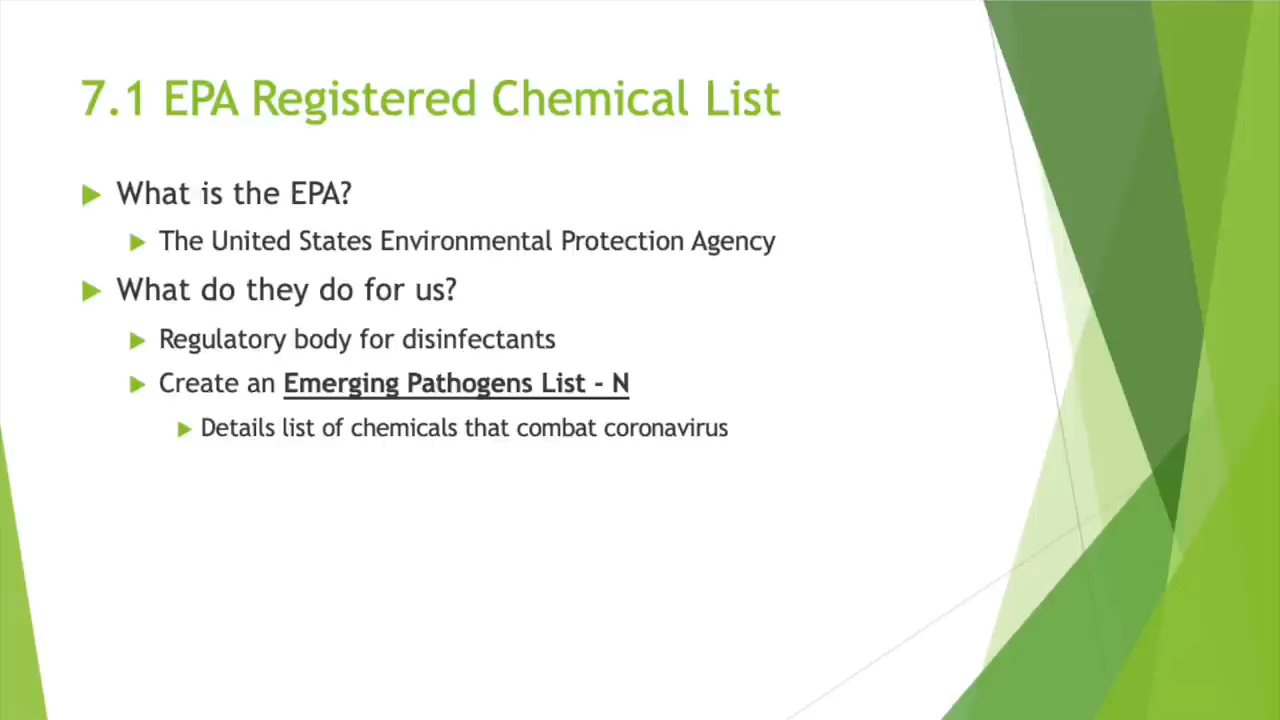 7.1 EPA Registered Chemical List
What is the EPA?
The United States Environmental Protection Agency
What do they do for us?
Regulatory body for disinfectants
Create an Emerging Pathogens List - N
Details list of chemicals that combat coronavirus